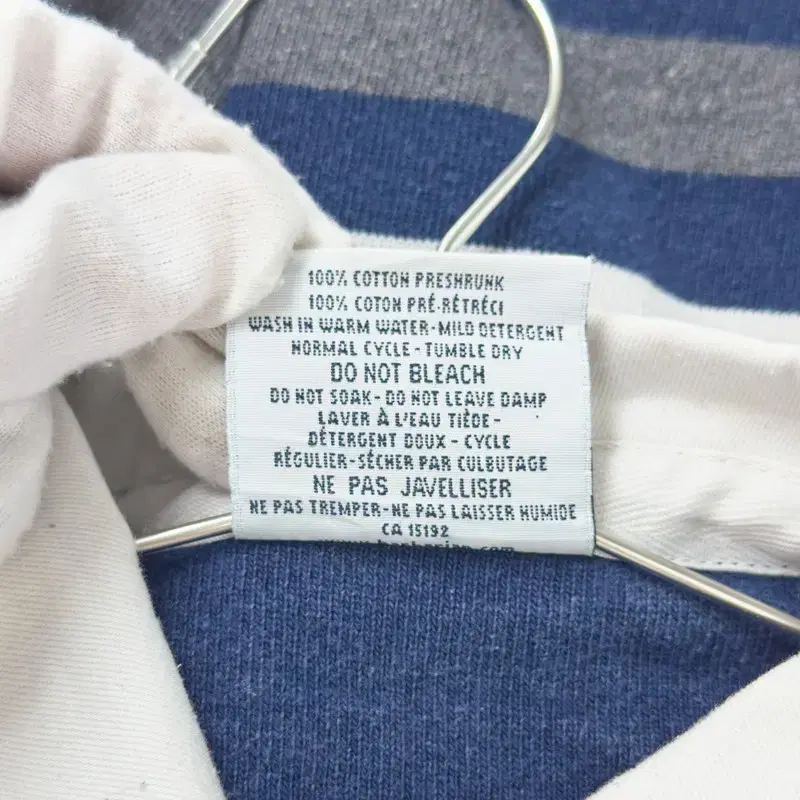 100% COTTON PRESHRUNK
100% COTON PRÉ-RÉTRÉCI
WASH IN WARM WATER-MILD DETERGENT
NORMAL CYCLE-TUMBLE DRY
DO NOT BLEACH
DO NOT SOAK-DO NOT LEAVE DAMP
LAVER À L'EAU TIÈDE-
DÉTERGENT DOUX-CYCLE
RÉGULIER-SÉCHER PAR CULBUTAGE
NE PAS JAVELLISER
NE PAS TREMPER-NE PAS LAISSER HUMIDE
CA 15192